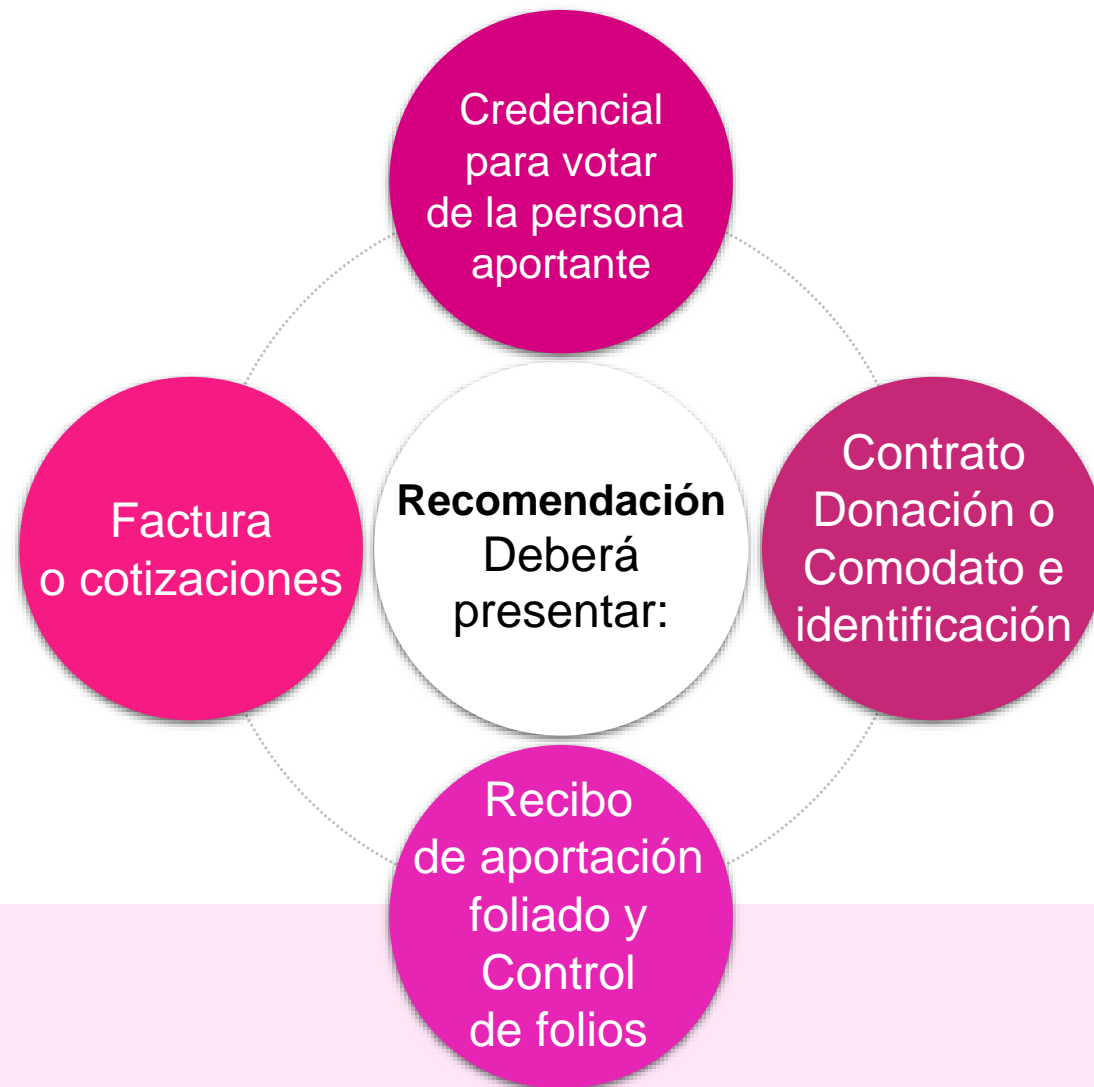 Credencial
para votar
de la persona
aportante
Factura
o cotizaciones
Recomendación
Deberá
presentar:
Contrato
Donación o
Comodato e
identificación
Recibo
de aportación
foliado y
Control
de folios